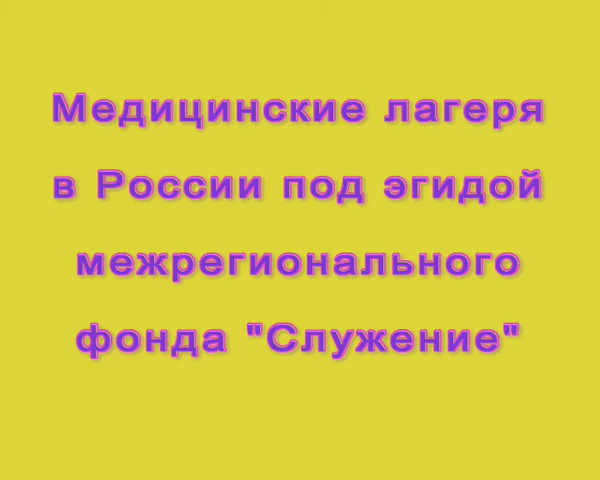 Медицинские лагеря
в России под эгидой
межрегионального
фонда "Служение"